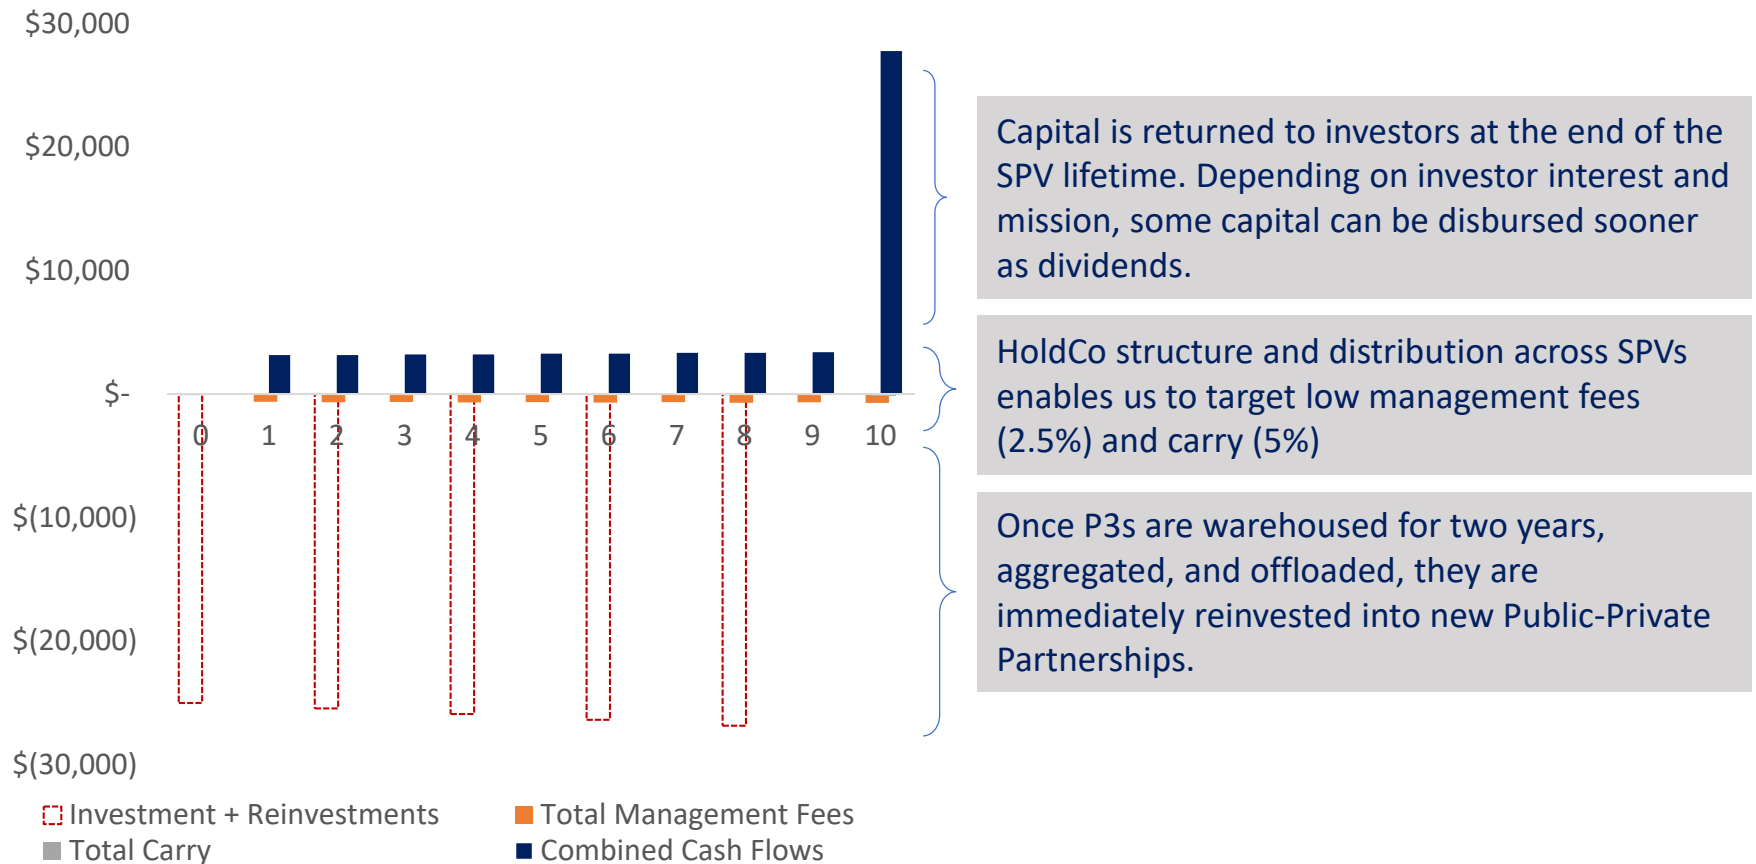 $30,000
$20,000
$10,000
$-
0 1 2 3 4 5 6 7 8 9 10
$(10,000)
$(20,000)
$(30,000)
Investment + Reinvestments
Total Management Fees
Total Carry
Combined Cash Flows
Capital is returned to investors at the end of the
SPV lifetime. Depending on investor interest and
mission, some capital can be disbursed sooner
as dividends.
HoldCo structure and distribution across SPVs
enables us to target low management fees
(2.5%) and carry (5%)
Once P3s are warehoused for two years,
aggregated, and offloaded, they are
immediately reinvested into new Public-Private
Partnerships.